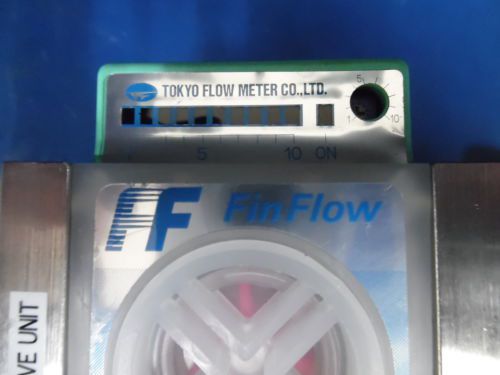 TOKYO FLOW METER CO.,LTD.
5
1 10
5 10 ON
FF FinFlow
VE UNIT